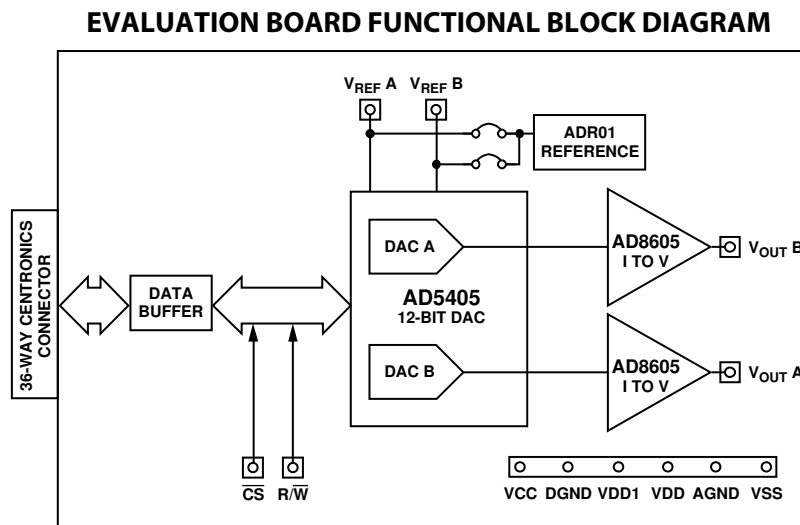 EVALUATION BOARD FUNCTIONAL BLOCK DIAGRAM
VREF A
VREF B
ADR01
REFERENCE
36-WAY CENTRONICS
CONNECTOR
DATA
BUFFER
DAC A
AD5405
12-BIT DAC
DAC B
AD8605
I TO V
VOUT B
AD8605
I TO V
VOUT A
C̅S̅
R/W̅
VCC DGND VDD1 VDD AGND VSS